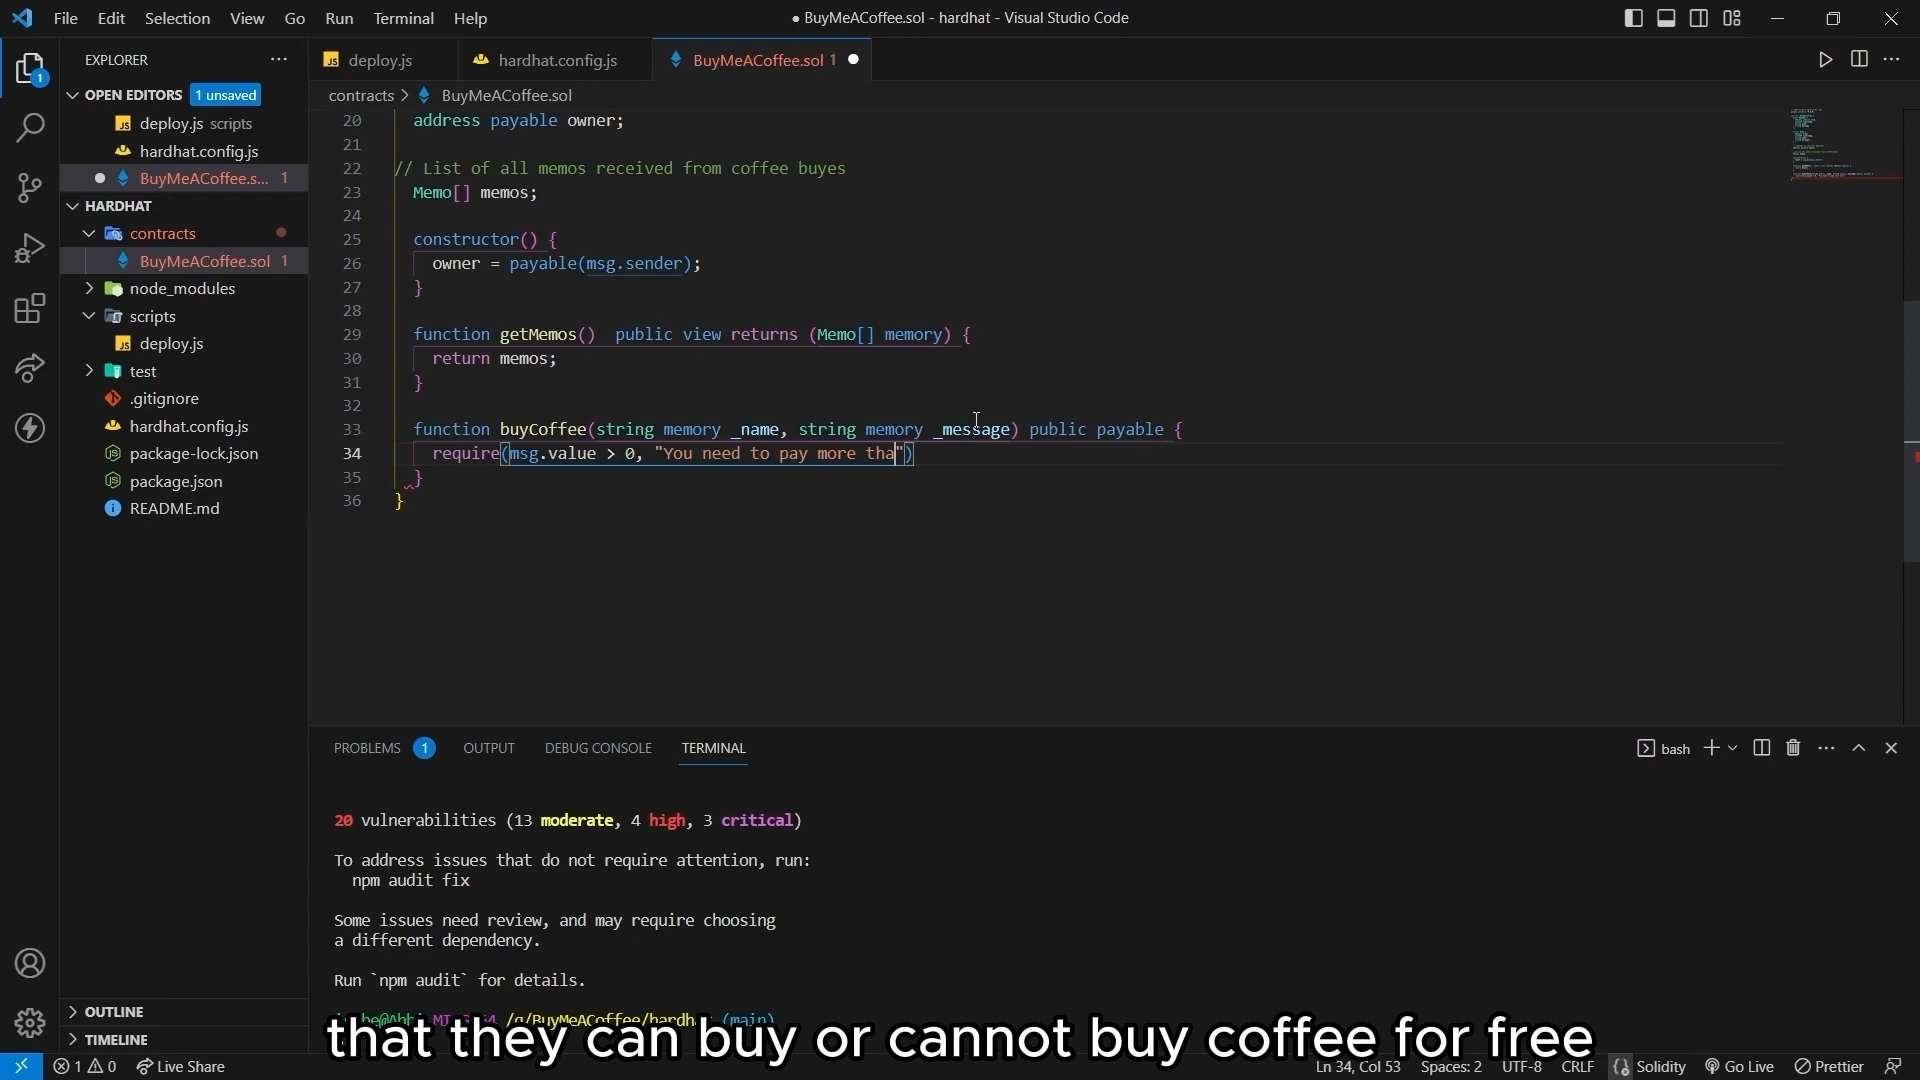 File Edit Selection View Go Run Terminal Help
● BuyMeACoffee.sol - hardhat - Visual Studio Code
EXPLORER
deploy.js
hardhat.config.js
BuyMeACoffee.sol 1
OPEN EDITORS 1 unsaved
contracts > BuyMeACoffee.sol
JS deploy.js scripts
hardhat.config.js
BuyMeACoffee.s... 1
HARDHAT
contracts
BuyMeACoffee.sol 1
node_modules
scripts
JS deploy.js
test
.gitignore
hardhat.config.js
package-lock.json
package.json
README.md
OUTLINE
TIMELINE
20 address payable owner;
21
22 // List of all memos received from coffee buyes
23 Memo[] memos;
24
25 constructor() {
26 owner = payable(msg.sender);
27 }
28
29 function getMemos()  public view returns (Memo[] memory) {
30 return memos;
31 }
32
33 function buyCoffee(string memory _name, string memory _message) public payable {
34 require(msg.value > 0, "You need to pay more tha")
35 }
36 }
PROBLEMS 1 OUTPUT DEBUG CONSOLE TERMINAL
bash
20 vulnerabilities (13 moderate, 4 high, 3 critical)
To address issues that do not require attention, run:
npm audit fix
Some issues need review, and may require choosing
a different dependency.
Run `npm audit` for details.
/BuyMeACoffee/hardhat (main)
that they can buy or cannot buy coffee for free
1 0 Live Share
Ln 34, Col 53 Spaces: 2 UTF-8 CRLF Solidity Go Live Prettier